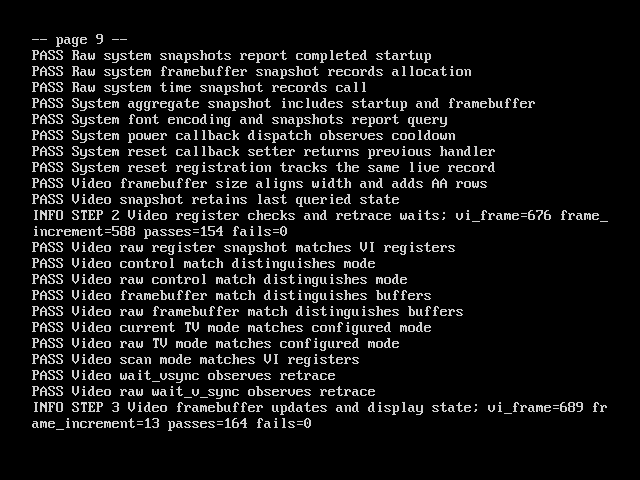 -- page 9 --
PASS Raw system snapshots report completed startup
PASS Raw system framebuffer snapshot records allocation
PASS Raw system time snapshot records call
PASS System aggregate snapshot includes startup and framebuffer
PASS System font encoding and snapshots report query
PASS System power callback dispatch observes cooldown
PASS System reset callback setter returns previous handler
PASS System reset registration tracks the same live record
PASS Video framebuffer size aligns width and adds AA rows
PASS Video snapshot retains last queried state
INFO STEP 2 Video register checks and retrace waits; vi_frame=676 frame_
increment=588 passes=154 fails=0
PASS Video raw register snapshot matches VI registers
PASS Video control match distinguishes mode
PASS Video raw control match distinguishes mode
PASS Video framebuffer match distinguishes buffers
PASS Video raw framebuffer match distinguishes buffers
PASS Video current TV mode matches configured mode
PASS Video raw TV mode matches configured mode
PASS Video scan mode matches VI registers
PASS Video wait_vsync observes retrace
PASS Video raw wait_v_sync observes retrace
INFO STEP 3 Video framebuffer updates and display state; vi_frame=689 fr
ame_increment=13 passes=164 fails=0